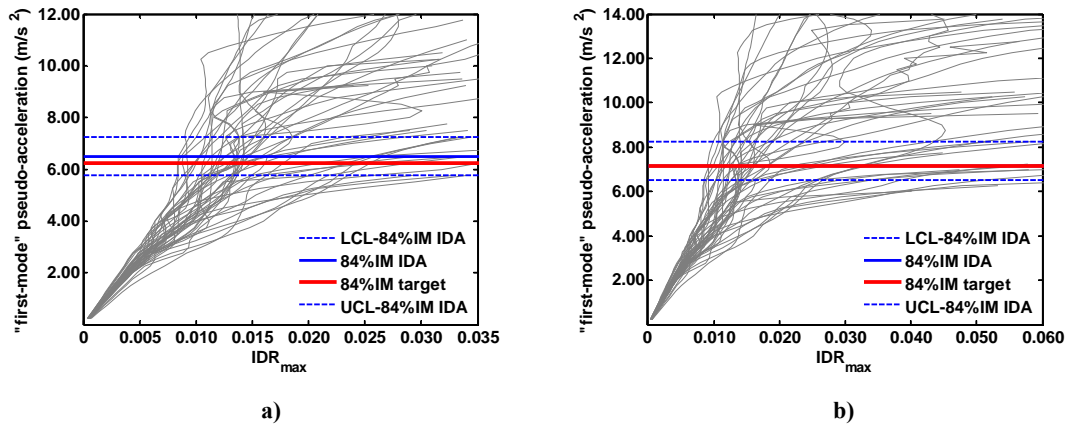 "first-mode" pseudo-acceleration (m/s²)
12.00
10.00
8.00
6.00
4.00
2.00
LCL-84%IM IDA
84%IM IDA
84%IM target
UCL-84%IM IDA
0 0.005 0.010 0.015 0.020 0.025 0.030 0.035
IDRmax
a)
"first-mode" pseudo-acceleration (m/s²)
14.00
12.00
10.00
8.00
6.00
4.00
2.00
LCL-84%IM IDA
84%IM IDA
84%IM target
UCL-84%IM IDA
0 0.010 0.020 0.030 0.040 0.050 0.060
IDRmax
b)